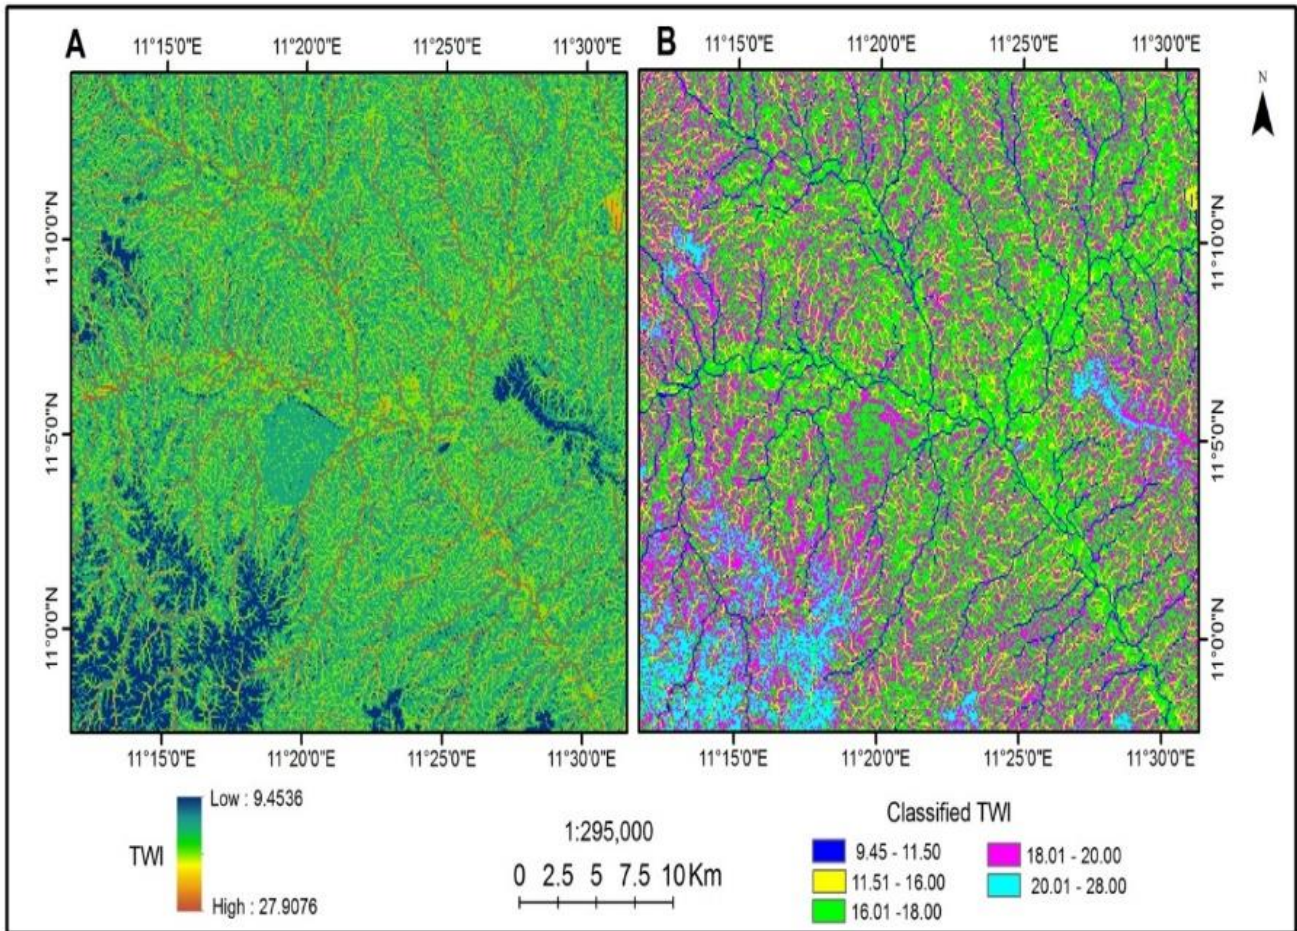 A
11°15'0"E 11°20'0"E 11°25'0"E 11°30'0"E
B
11°15'0"E 11°20'0"E 11°25'0"E 11°30'0"E
N
11°10'0"N
11°5'0"N
11°0'0"N
11°10'0"N
11°5'0"N
11°0'0"N
11°15'0"E 11°20'0"E 11°25'0"E 11°30'0"E
11°15'0"E 11°20'0"E 11°25'0"E 11°30'0"E
TWI
Low : 9.4536
High : 27.9076
1:295,000
0 2.5 5 7.5 10 Km
Classified TWI
9.45 - 11.50
11.51 - 16.00
16.01 -18.00
18.01 - 20.00
20.01 - 28.00